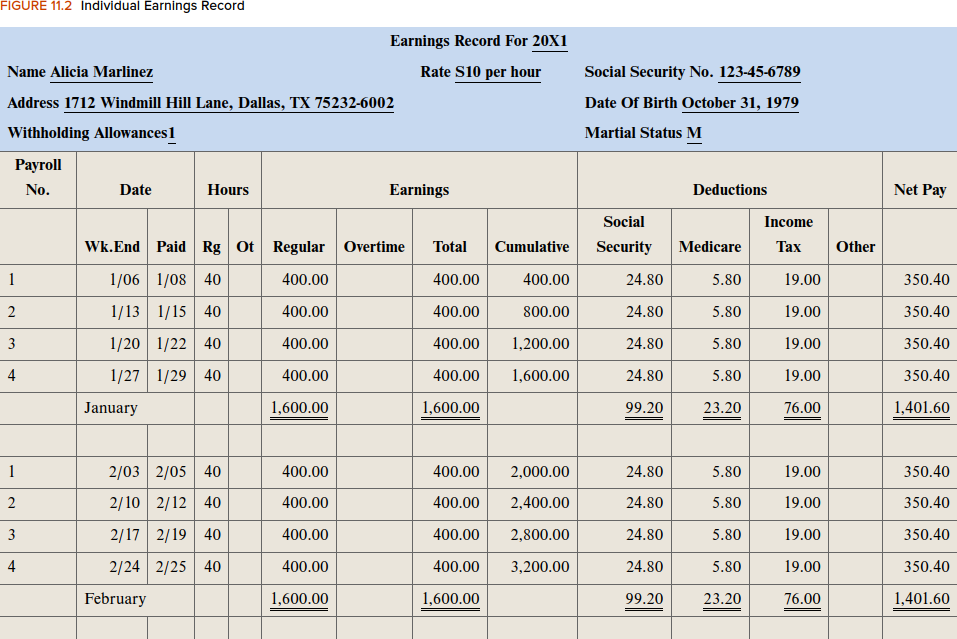 FIGURE 11.2 Individual Earnings Record
Earnings Record For 20X1
Name Alicia Marlinez Rate S10 per hour Social Security No. 123-45-6789
Address 1712 Windmill Hill Lane, Dallas, TX 75232-6002 Date Of Birth October 31, 1979
Withholding Allowances1 Martial Status M
Payroll
No. Date Hours Earnings Deductions Net Pay
Social Income
Wk.End Paid Rg Ot Regular Overtime Total Cumulative Security Medicare Tax Other
1 1/06 1/08 40 400.00 400.00 400.00 24.80 5.80 19.00 350.40
2 1/13 1/15 40 400.00 400.00 800.00 24.80 5.80 19.00 350.40
3 1/20 1/22 40 400.00 400.00 1,200.00 24.80 5.80 19.00 350.40
4 1/27 1/29 40 400.00 400.00 1,600.00 24.80 5.80 19.00 350.40
January 1,600.00 1,600.00 99.20 23.20 76.00 1,401.60
1 2/03 2/05 40 400.00 400.00 2,000.00 24.80 5.80 19.00 350.40
2 2/10 2/12 40 400.00 400.00 2,400.00 24.80 5.80 19.00 350.40
3 2/17 2/19 40 400.00 400.00 2,800.00 24.80 5.80 19.00 350.40
4 2/24 2/25 40 400.00 400.00 3,200.00 24.80 5.80 19.00 350.40
February 1,600.00 1,600.00 99.20 23.20 76.00 1,401.60